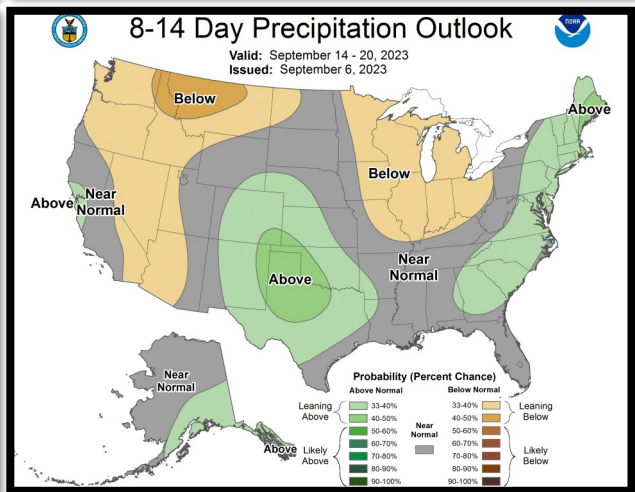 8-14 Day Precipitation Outlook
Valid: September 14 - 20, 2023
Issued: September 6, 2023
NOAA
Below
Above
Below
Above
Near
Normal
Above
Near
Normal
Near
Normal
Above
Probability (Percent Chance)
Above Normal
Below Normal
Leaning
Above
33-40%
40-50%
Likely
Above
50-60%
60-70%
70-80%
80-90%
90-100%
Near
Normal
33-40%
40-50%
Leaning
Below
50-60%
60-70%
70-80%
80-90%
90-100%
Likely
Below